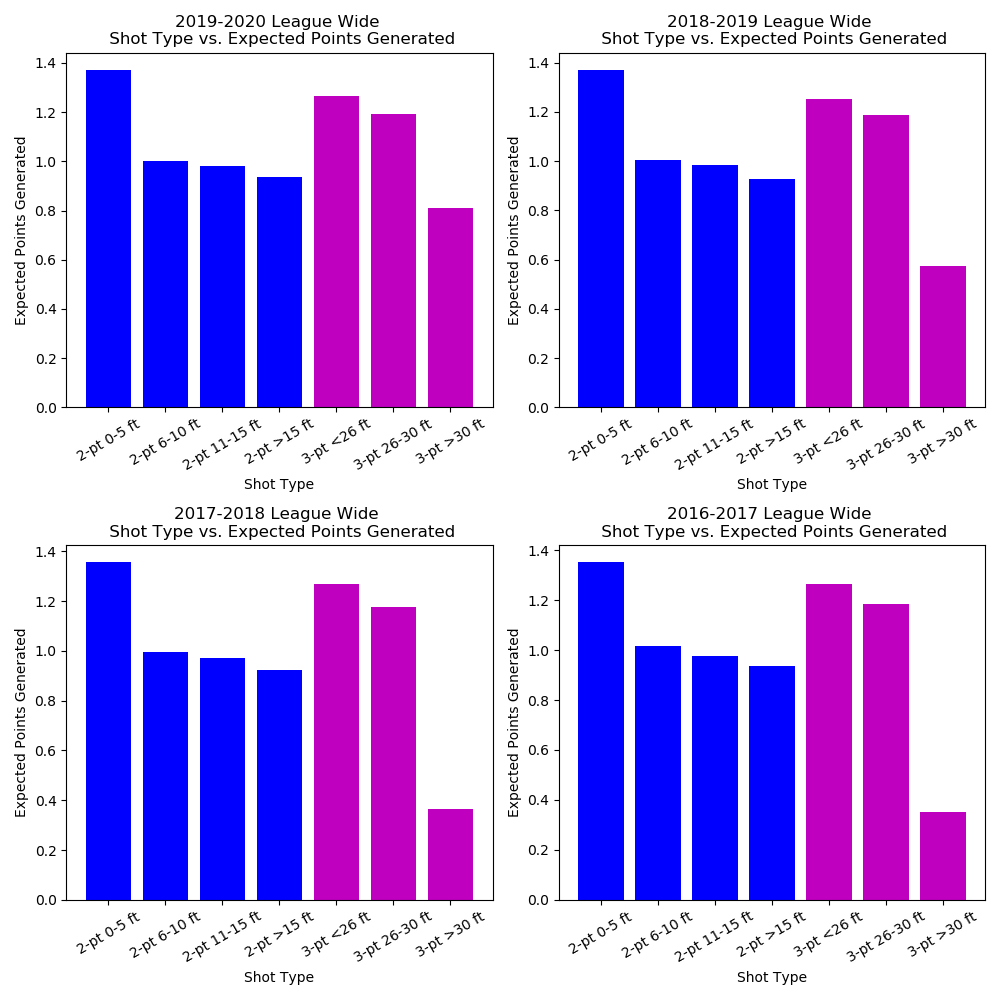 2019-2020 League Wide
Shot Type vs. Expected Points Generated
Expected Points Generated
1.4
1.2
1.0
0.8
0.6
0.4
0.2
0.0
2-pt 0-5 ft
2-pt 6-10 ft
2-pt 11-15 ft
2-pt >15 ft
3-pt <26 ft
3-pt 26-30 ft
3-pt >30 ft
Shot Type
2018-2019 League Wide
Shot Type vs. Expected Points Generated
Expected Points Generated
1.4
1.2
1.0
0.8
0.6
0.4
0.2
0.0
2-pt 0-5 ft
2-pt 6-10 ft
2-pt 11-15 ft
2-pt >15 ft
3-pt <26 ft
3-pt 26-30 ft
3-pt >30 ft
Shot Type
2017-2018 League Wide
Shot Type vs. Expected Points Generated
Expected Points Generated
1.4
1.2
1.0
0.8
0.6
0.4
0.2
0.0
2-pt 0-5 ft
2-pt 6-10 ft
2-pt 11-15 ft
2-pt >15 ft
3-pt <26 ft
3-pt 26-30 ft
3-pt >30 ft
Shot Type
2016-2017 League Wide
Shot Type vs. Expected Points Generated
Expected Points Generated
1.4
1.2
1.0
0.8
0.6
0.4
0.2
0.0
2-pt 0-5 ft
2-pt 6-10 ft
2-pt 11-15 ft
2-pt >15 ft
3-pt <26 ft
3-pt 26-30 ft
3-pt >30 ft
Shot Type